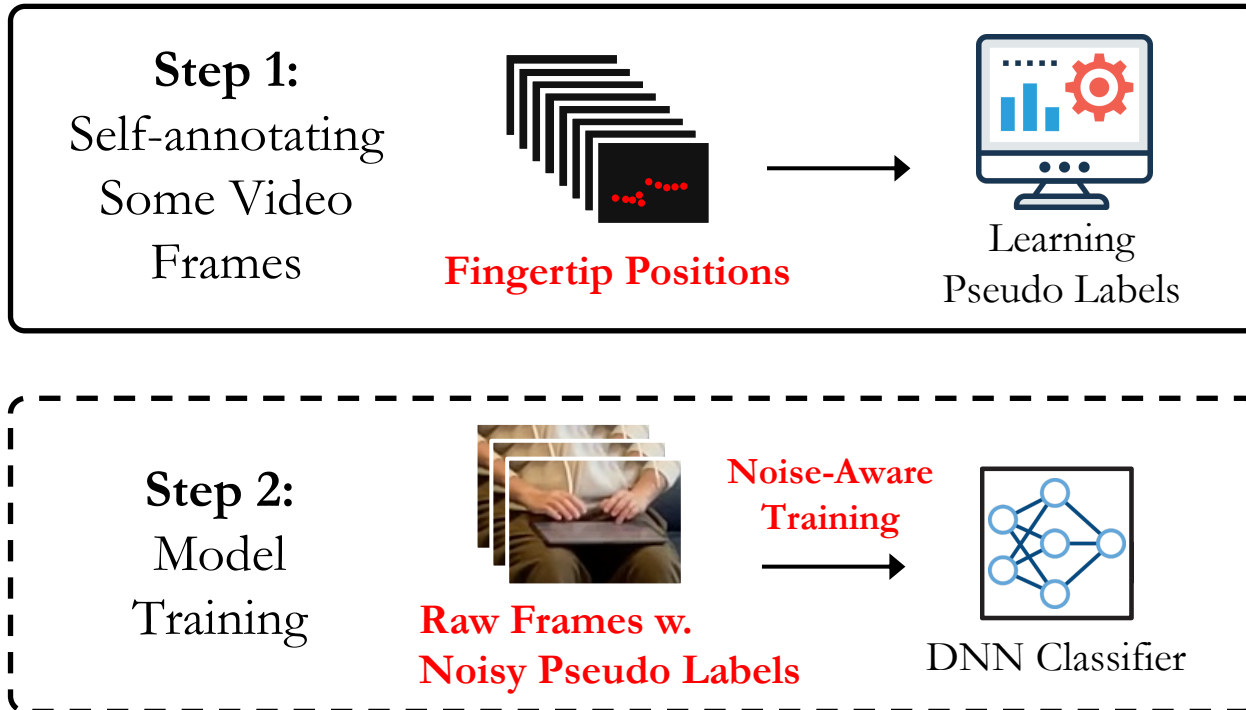 Step 1:
Self-annotating
Some Video
Frames
Fingertip Positions
Learning
Pseudo Labels
Step 2:
Model
Training
Raw Frames w.
Noisy Pseudo Labels
Noise-Aware
Training
DNN Classifier